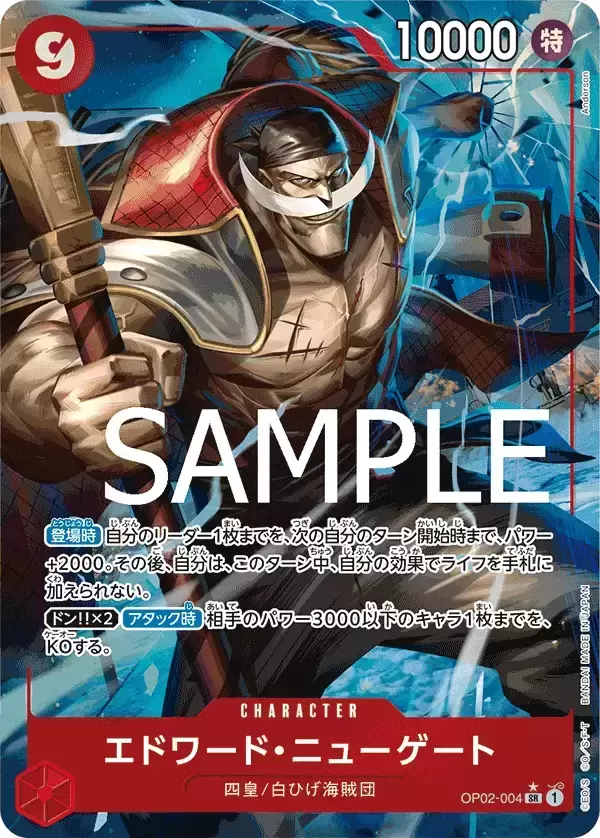 9
10000 特
Anderson
SAMPLE
登場時 自分のリーダー1枚までを、次の自分のターン開始時まで、パワー
+2000。その後、自分は、このターン中、自分の効果でライフを手札に
加えられない。
ドン!!×2 アタック時 相手のパワー3000以下のキャラ1枚までを、
KOする。
©E.O/S. ©O./S.・F・T BANDAI MADE IN JAPAN
CHARACTER
エドワード・ニューゲート
四皇/白ひげ海賊団
OP02-004 SR 1